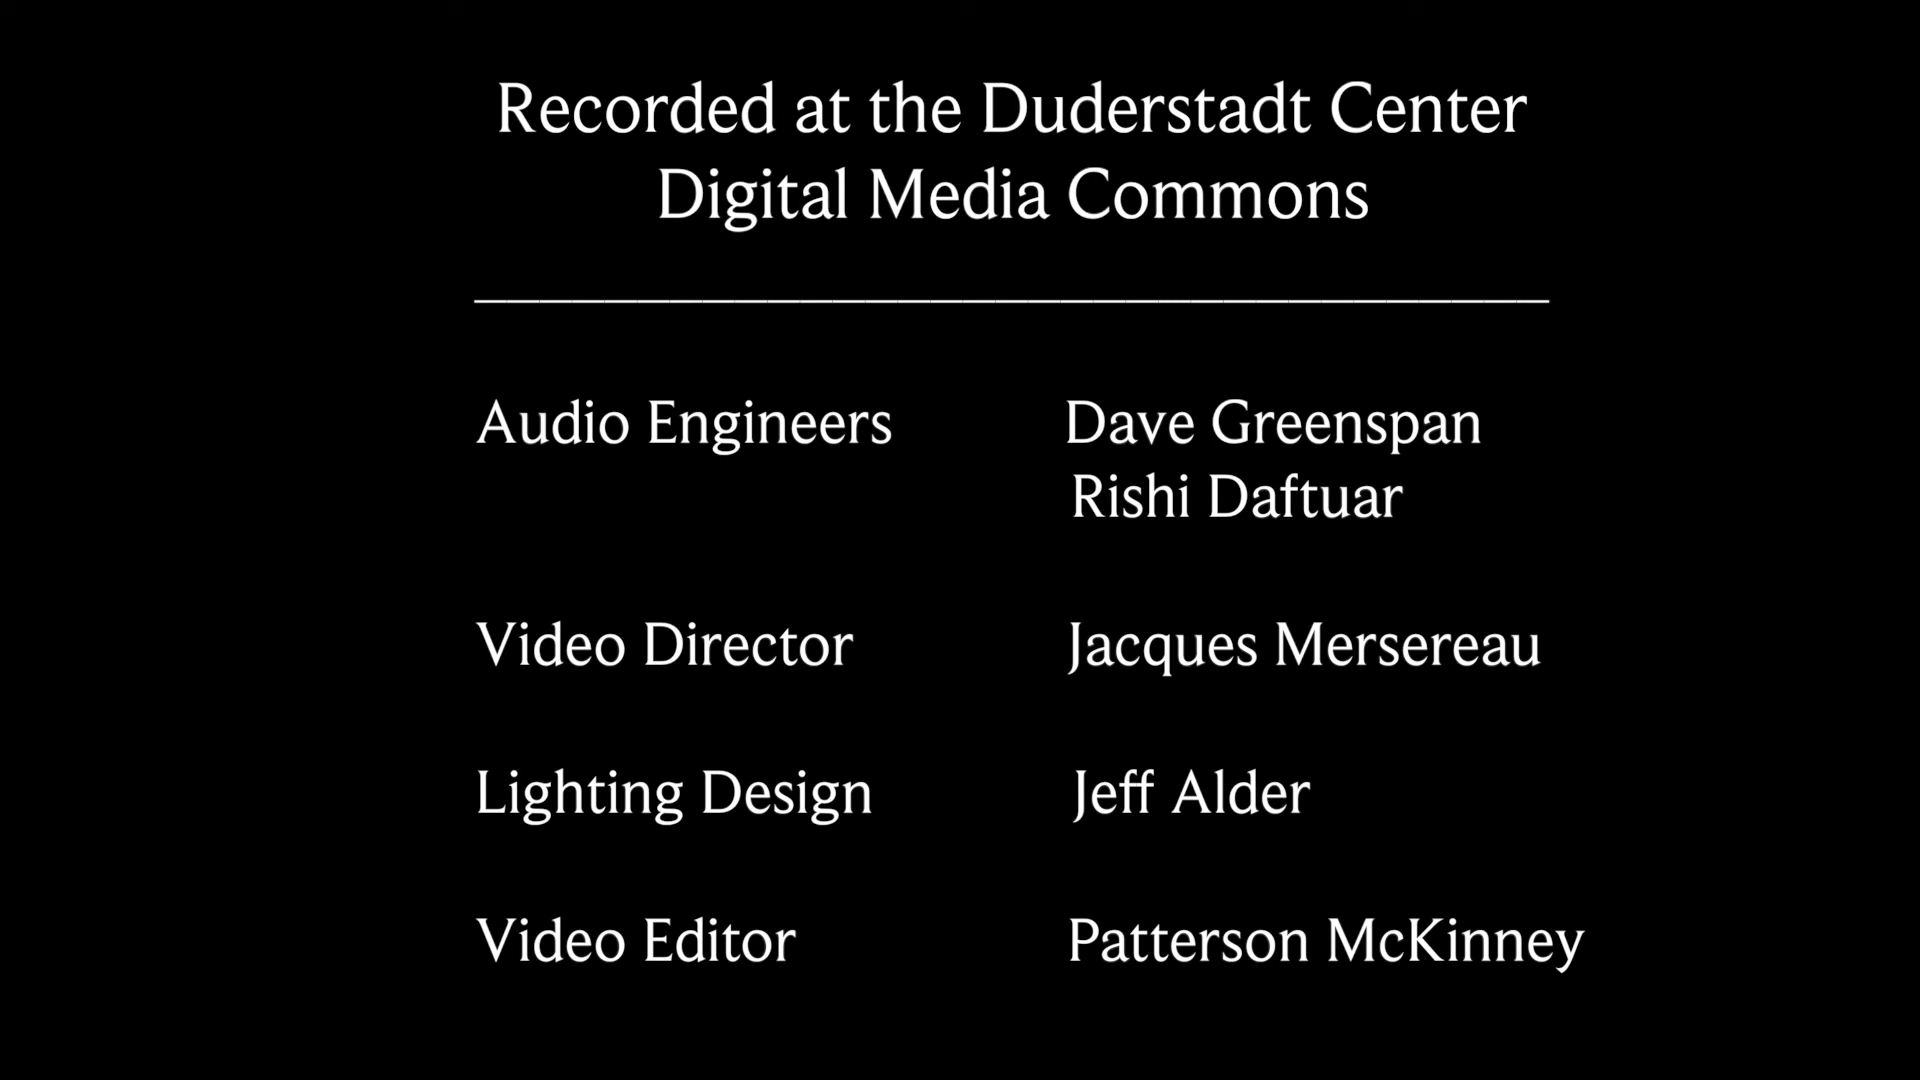 Recorded at the Duderstadt Center
Digital Media Commons
Audio Engineers Dave Greenspan
Rishi Daftuar
Video Director Jacques Mersereau
Lighting Design Jeff Alder
Video Editor Patterson McKinney